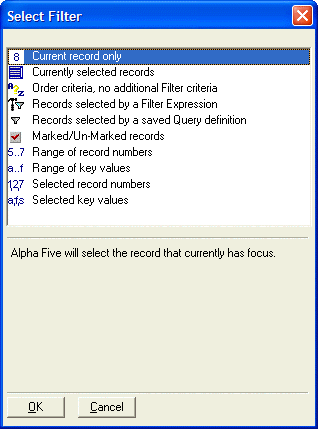 Select Filter
8 Current record only
Currently selected records
A?Z Order criteria, no additional Filter criteria
Records selected by a Filter Expression
Records selected by a saved Query definition
Marked/Un-Marked records
5..7 Range of record numbers
a..f Range of key values
1,2,7 Selected record numbers
a,f,s Selected key values
Alpha Five will select the record that currently has focus.
OK Cancel